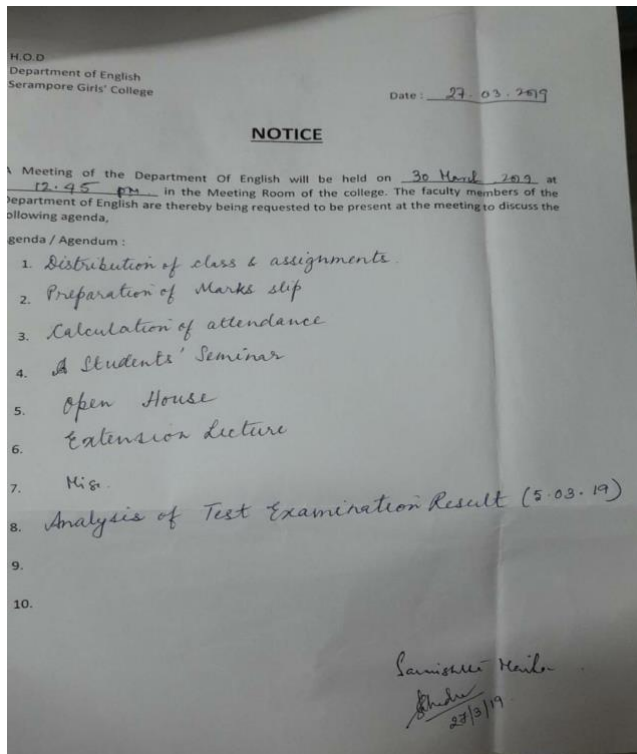 H.O.D
Department of English
Serampore Girls' College
Date : 27.03.2019
NOTICE
Meeting of the Department Of English will be held on 30 March 2019 at
12.45 pm in the Meeting Room of the college. The faculty members of the
Department of English are thereby being requested to be present at the meeting to discuss the
ollowing agenda,
genda / Agendum :
1. Distribution of class & assignments.
2. Preparation of Marks slip
3. Calculation of attendance
4. A Students' Seminar
5. Open House
6. Extension Lecture
7.
8. Analysis of Test Examination Result (5.03.19)
9.
10.
27/3/19